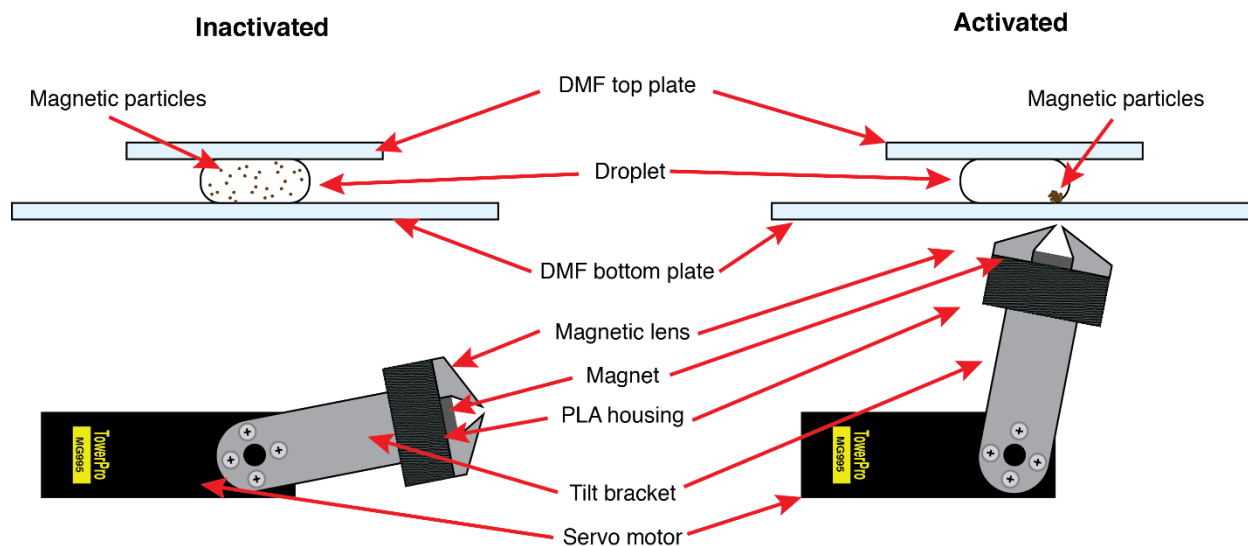 Inactivated
Activated
DMF top plate
Magnetic particles
Magnetic particles
Droplet
DMF bottom plate
Magnetic lens
Magnet
PLA housing
Tilt bracket
Servo motor
TowerPro
MG995
TowerPro
MG995